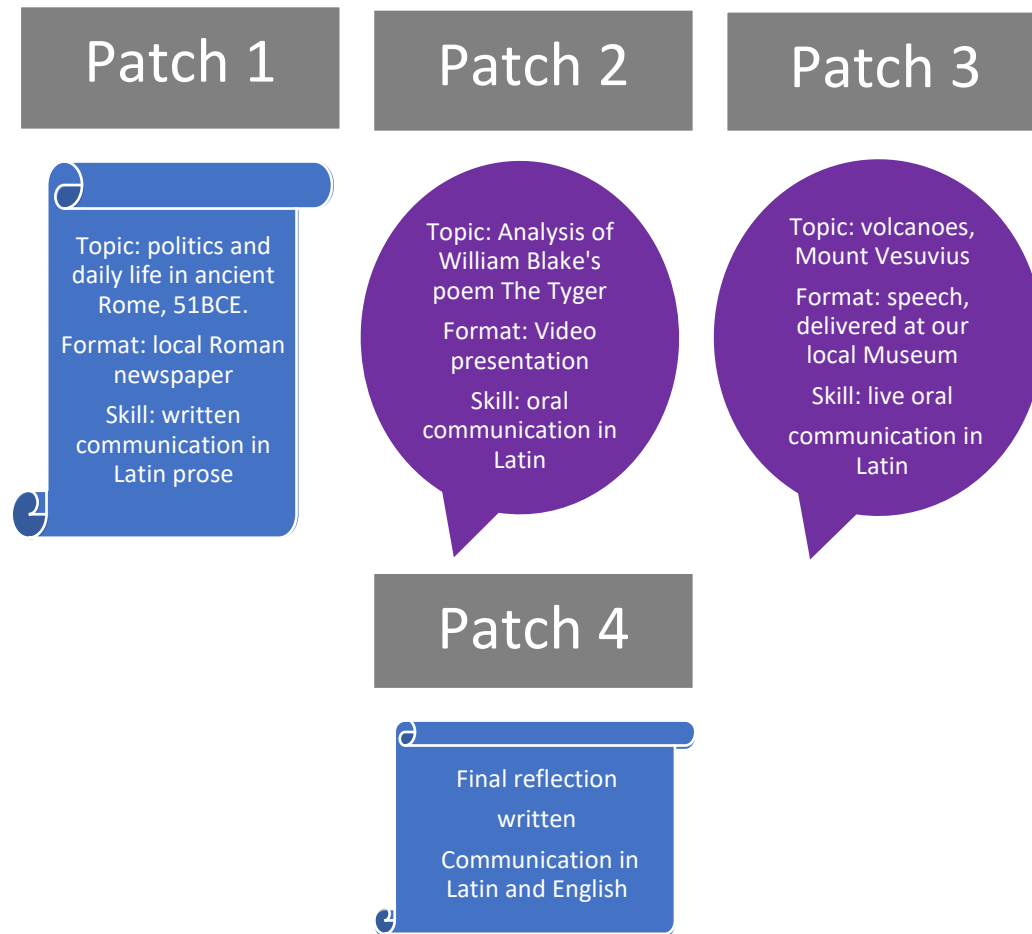 Patch 1
Topic: politics and
daily life in ancient
Rome, 51BCE.
Format: local Roman
newspaper
Skill: written
communication in
Latin prose
Patch 2
Topic: Analysis of
William Blake's
poem The Tyger
Format: Video
presentation
Skill: oral
communication in
Latin
Patch 3
Topic: volcanoes,
Mount Vesuvius
Format: speech,
delivered at our
local Museum
Skill: live oral
communication in
Latin
Patch 4
Final reflection
written
Communication in
Latin and English